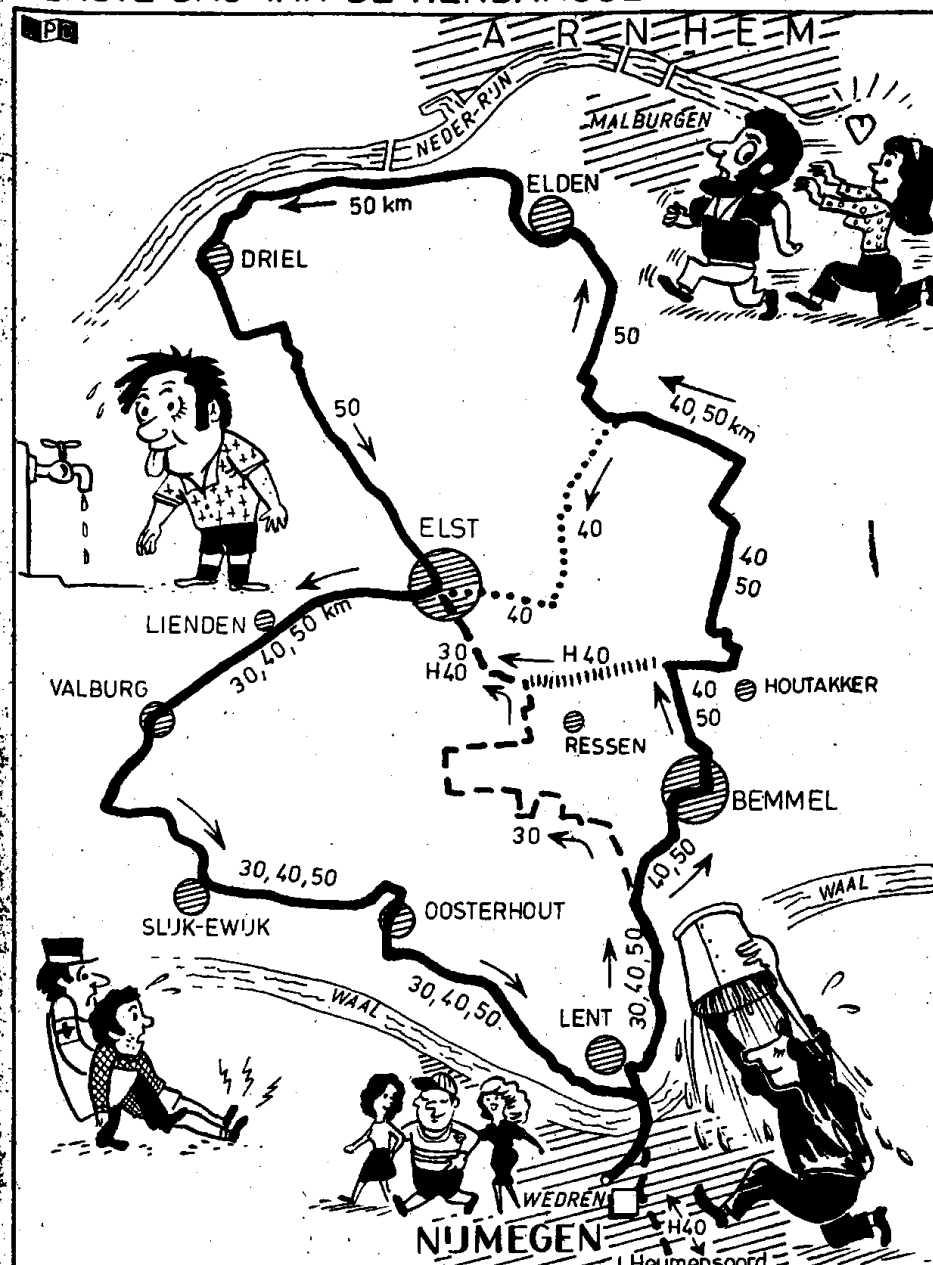 ARNHEM
NEDER-RIJN
MALBURGEN
ELDEN
50 km
DRIEL
50
40, 50 km
50
40
ELST
40
50
40
LIENDEN
30, 40, 50 km
30
H40
H40
VALBURG
40
50
HOUTAKKER
RESSEN
BEMMEL
30
40,50
30,40,50
WAAL
SLIJK-EWIJK
OOSTERHOUT
30,40,50
30,40,50
WAAL
LENT
WEDREN
NIJMEGEN
H40